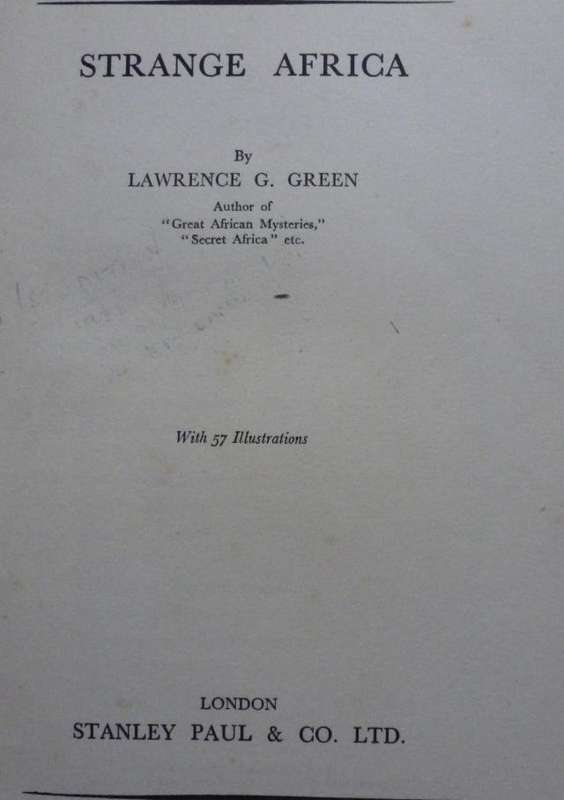 STRANGE AFRICA
By
LAWRENCE G. GREEN
Author of
"Great African Mysteries,"
"Secret Africa" etc.
With 57 Illustrations
LONDON
STANLEY PAUL & CO. LTD.